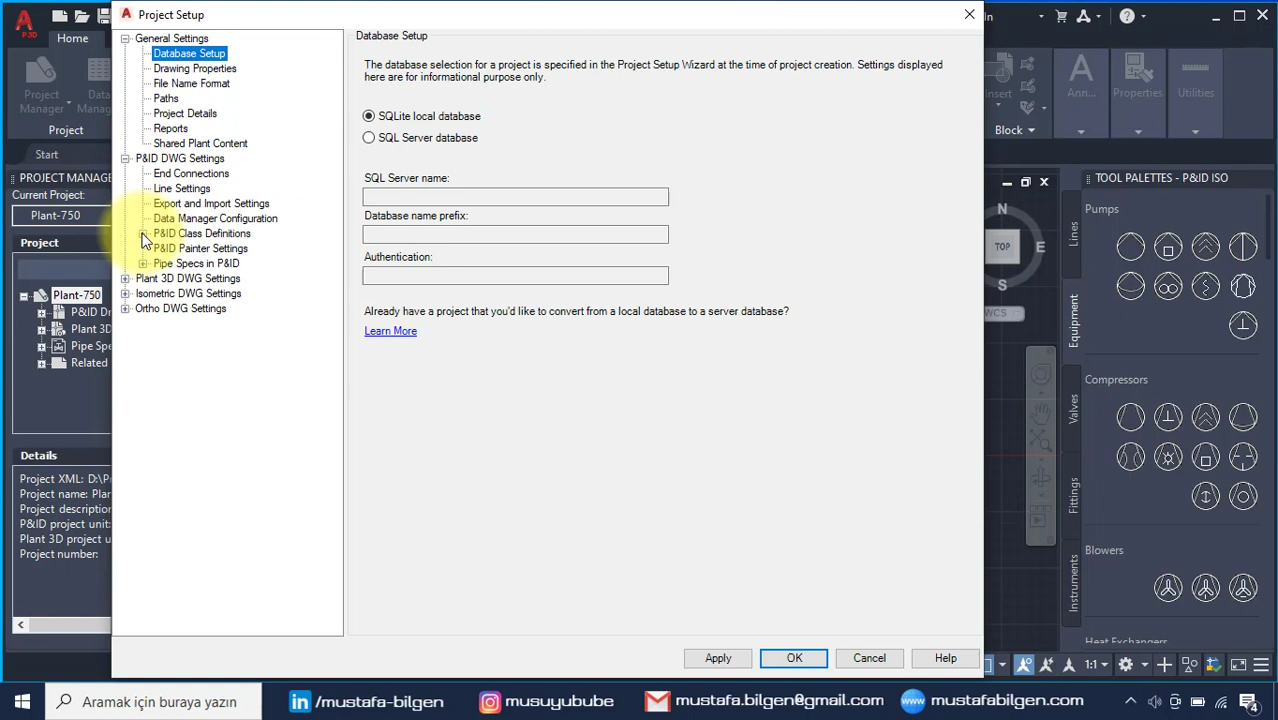 Project Setup
P3D
Home
Project Manager
Data Mana
Project
Insert
Ann...
Properties
Utilities
Block
Start
PROJECT MANAG
Current Project:
Plant-750
Project
Plant-750
P&ID Dr
Plant 3D
Pipe Spe
Related
Details
Project XML: D:\P
Project name: Plan
Project description
P&ID project unit:
Plant 3D project u
Project number:
General Settings
Database Setup
Drawing Properties
File Name Format
Paths
Project Details
Reports
Shared Plant Content
P&ID DWG Settings
End Connections
Line Settings
Export and Import Settings
Data Manager Configuration
P&ID Class Definitions
P&ID Painter Settings
Pipe Specs in P&ID
Plant 3D DWG Settings
Isometric DWG Settings
Ortho DWG Settings
Database Setup
The database selection for a project is specified in the Project Setup Wizard at the time of project creation. Settings displayed
here are for informational purpose only.
SQLite local database
SQL Server database
SQL Server name:
Database name prefix:
Authentication:
Already have a project that you'd like to convert from a local database to a server database?
Learn More
Apply
OK
Cancel
Help
N
TOP
E
S
WCS
TOOL PALETTES - P&ID ISO
Lines
Equipment
Valves
Fittings
Instruments
Pumps
Compressors
Blowers
Heat Exchangers
1:1
Aramak için buraya yazın
/mustafa-bilgen
musuyubube
mustafa.bilgen@gmail.com
mustafabilgen.com
4